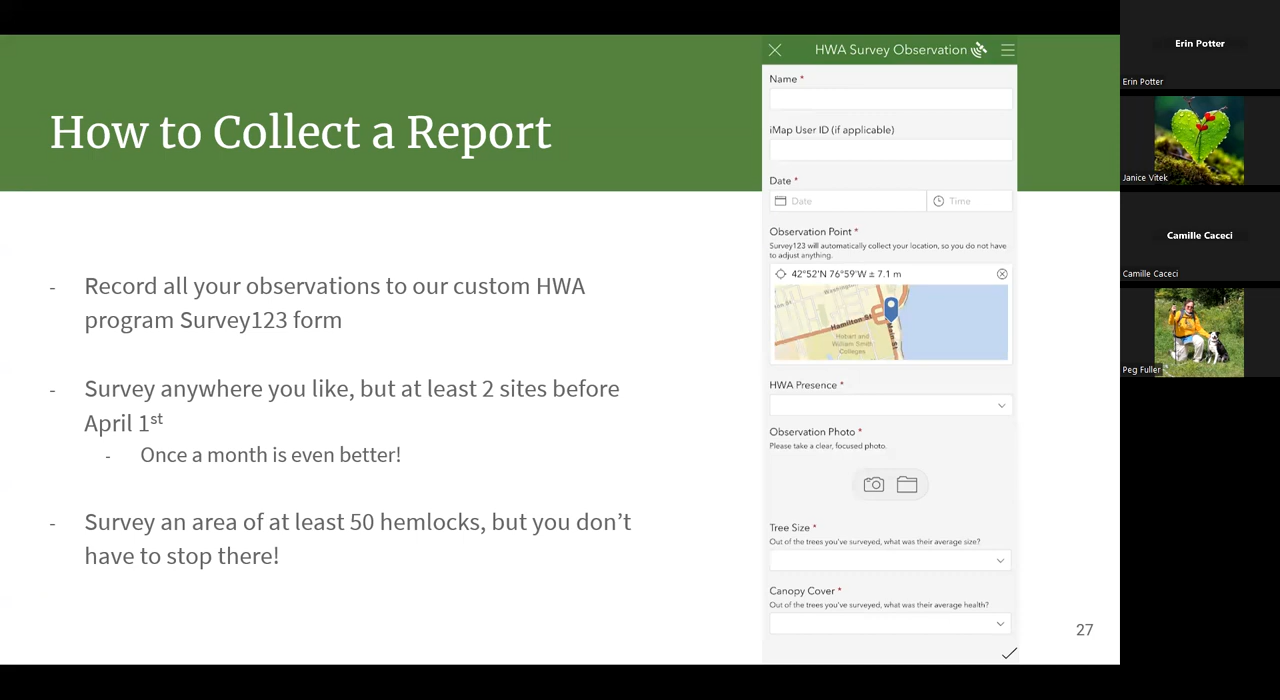 How to Collect a Report
- Record all your observations to our custom HWA
program Survey123 form
- Survey anywhere you like, but at least 2 sites before
April 1st
- Once a month is even better!
- Survey an area of at least 50 hemlocks, but you don't
have to stop there!
HWA Survey Observation
Name *
iMap User ID (if applicable)
Date *
Date
Time
Observation Point *
Survey123 will automatically collect your location, so you do not have
to adjust anything.
42°52'N 76°59'W ± 7.1 m
Hamilton St
Main St
Hobart and
William Smith
Colleges
HWA Presence *
Observation Photo *
Please take a clear, focused photo.
Tree Size *
Out of the trees you've surveyed, what was their average size?
Canopy Cover *
Out of the trees you've surveyed, what was their average health?
27
Erin Potter
Erin Potter
Janice Vitek
Camille Caceci
Camille Caceci
Peg Fuller